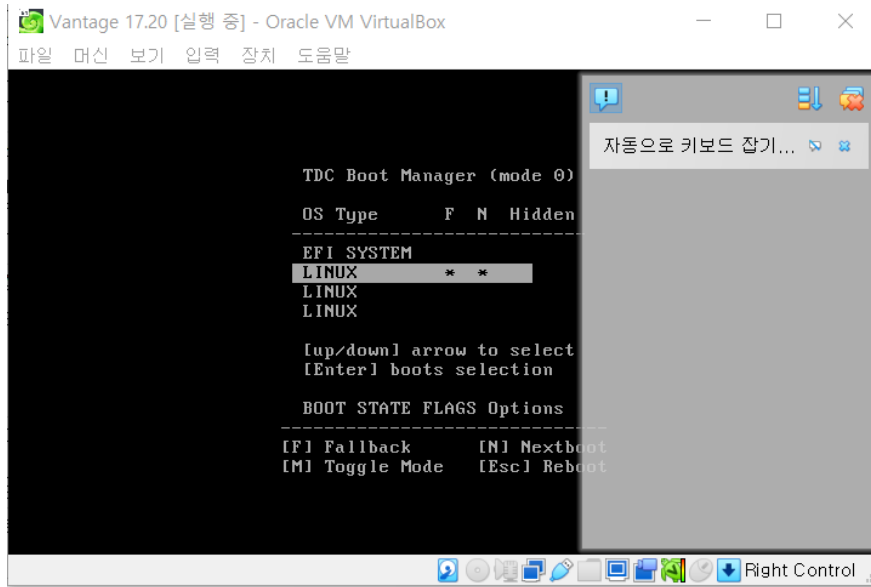 Vantage 17.20 [실행 중] - Oracle VM VirtualBox
파일 머신 보기 입력 장치 도움말
자동으로 키보드 잡기...
TDC Boot Manager (mode 0)
OS Type F N Hidden
EFI SYSTEM
LINUX * *
LINUX
LINUX
[up/down] arrow to select
[Enter] boots selection
BOOT STATE FLAGS Options
[F] Fallback [N] Nextboot
[M] Toggle Mode [Esc] Reboot
Right Control